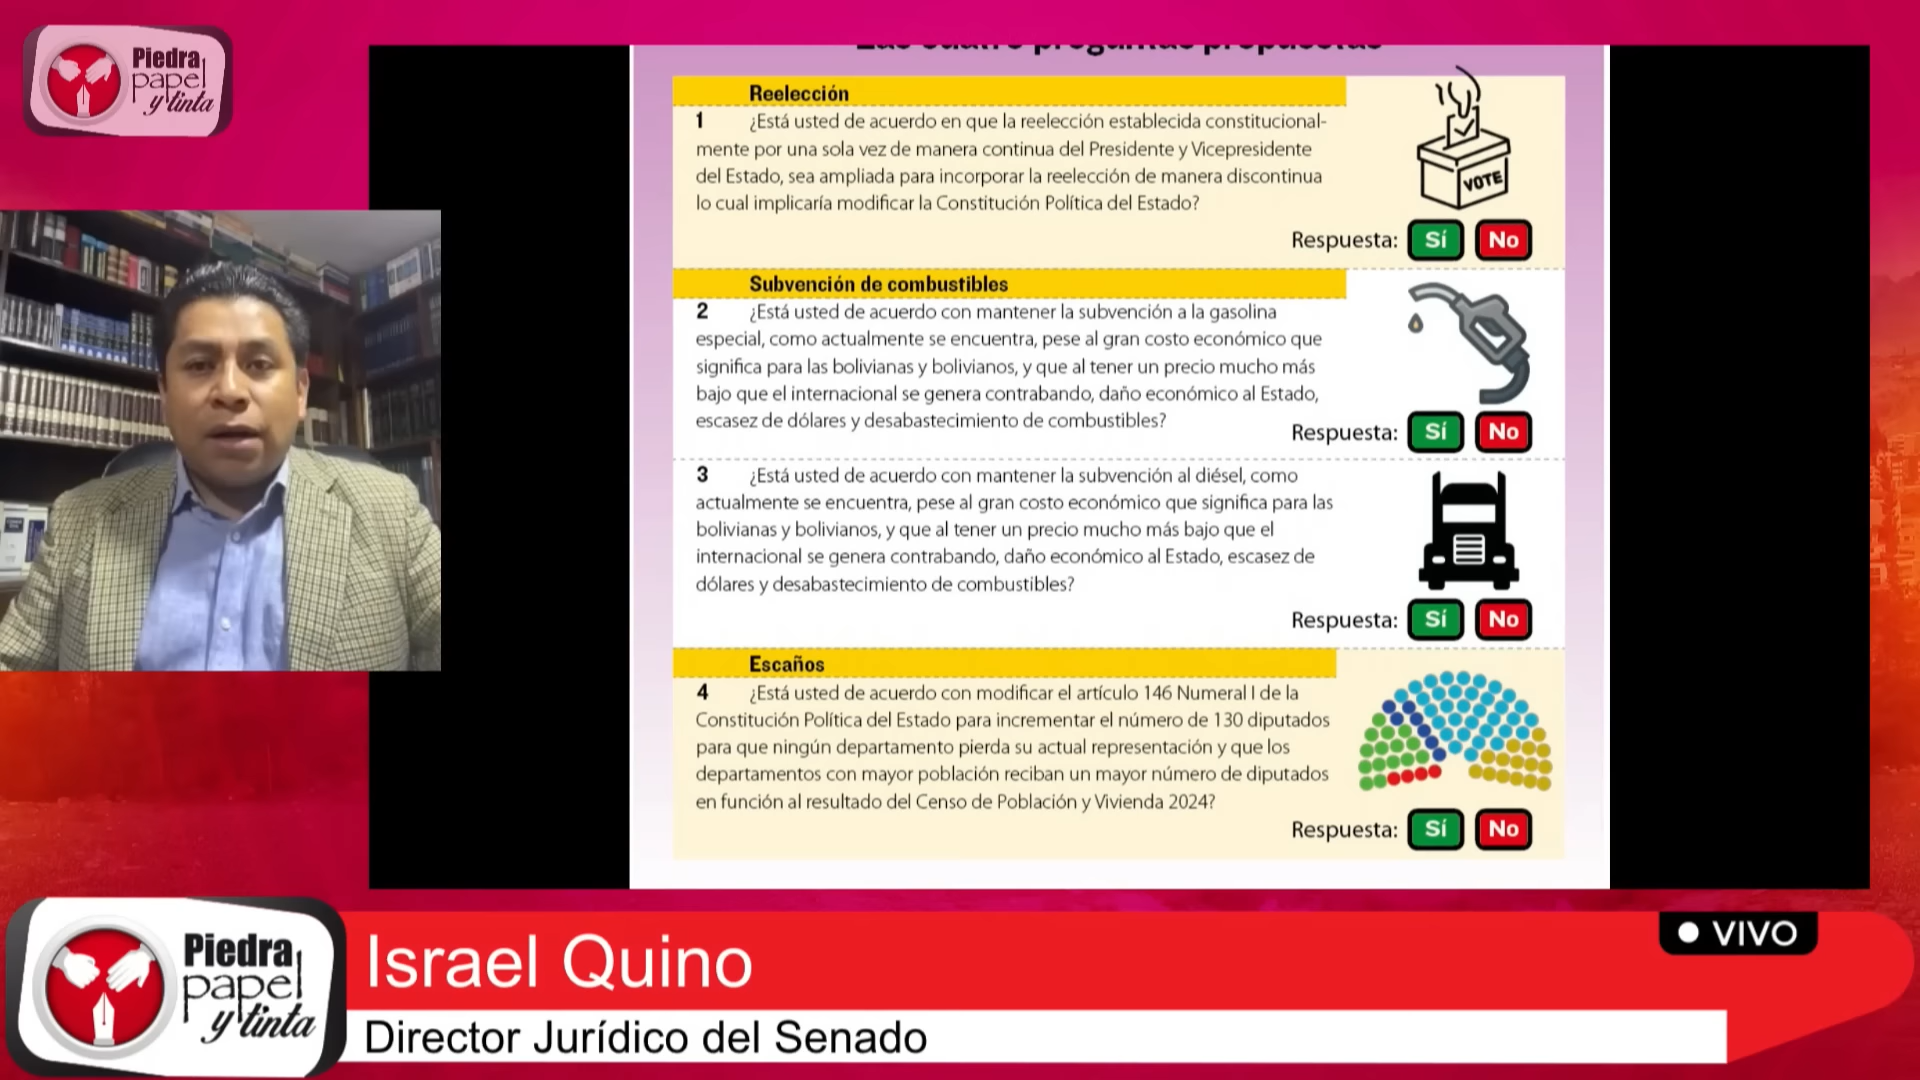 Piedra
papel
y tinta
Las cuatro preguntas propuestas
Reelección
1 ¿Está usted de acuerdo en que la reelección establecida constitucional-
mente por una sola vez de manera continua del Presidente y Vicepresidente
del Estado, sea ampliada para incorporar la reelección de manera discontinua
lo cual implicaría modificar la Constitución Política del Estado?
VOTE
Respuesta: Sí No
Subvención de combustibles
2 ¿Está usted de acuerdo con mantener la subvención a la gasolina
especial, como actualmente se encuentra, pese al gran costo económico que
significa para las bolivianas y bolivianos, y que al tener un precio mucho más
bajo que el internacional se genera contrabando, daño económico al Estado,
escasez de dólares y desabastecimiento de combustibles?
Respuesta: Sí No
3 ¿Está usted de acuerdo con mantener la subvención al diésel, como
actualmente se encuentra, pese al gran costo económico que significa para las
bolivianas y bolivianos, y que al tener un precio mucho más bajo que el
internacional se genera contrabando, daño económico al Estado, escasez de
dólares y desabastecimiento de combustibles?
Respuesta: Sí No
Escaños
4 ¿Está usted de acuerdo con modificar el artículo 146 Numeral I de la
Constitución Política del Estado para incrementar el número de 130 diputados
para que ningún departamento pierda su actual representación y que los
departamentos con mayor población reciban un mayor número de diputados
en función al resultado del Censo de Población y Vivienda 2024?
Respuesta: Sí No
Piedra
papel
y tinta
Israel Quino
VIVO
Director Jurídico del Senado